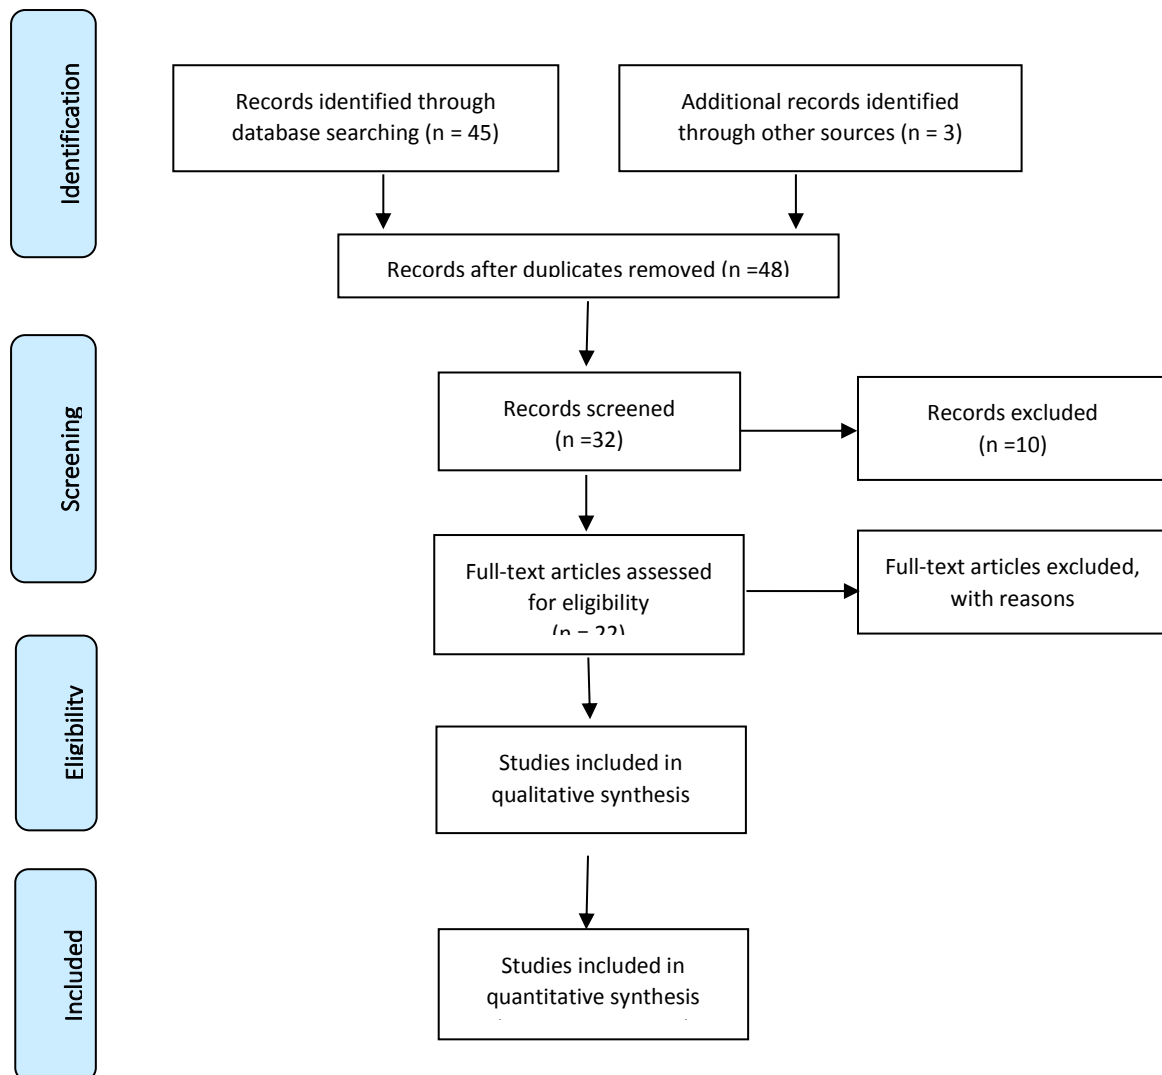 Identification
Records identified through
database searching (n = 45)
Additional records identified
through other sources (n = 3)
Records after duplicates removed (n =48)
Screening
Records screened
(n =32)
Records excluded
(n =10)
Full-text articles assessed
for eligibility
(n = 22)
Full-text articles excluded,
with reasons
Eligibility
Studies included in
qualitative synthesis
Included
Studies included in
quantitative synthesis